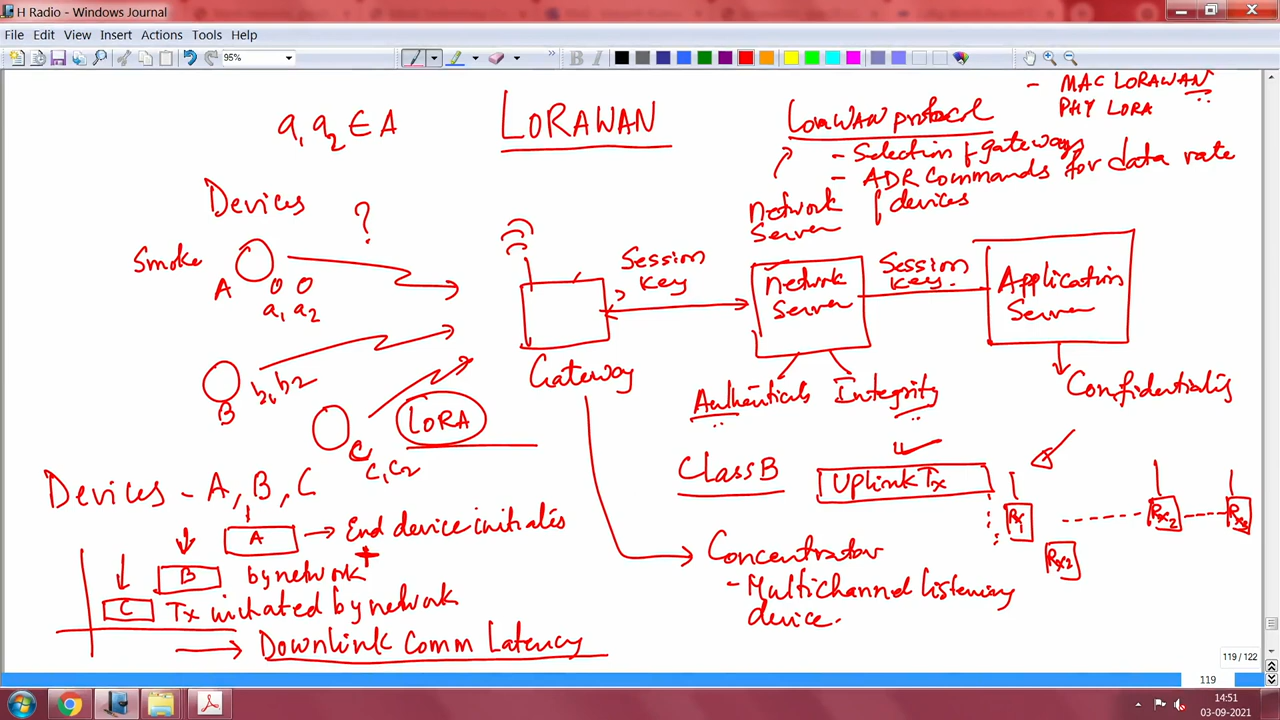 H Radio - Windows Journal
File Edit View Insert Actions Tools Help
95%
a1 a2 ∈ A
LORAWAN
- MAC LORAWAN
PHY LORA
LoraWAN protocol
- Selection of gateways
- ADR Commands for data rate
of devices
Network
Server
Devices
?
Smoke
A
a1 a2
B
b1, b2
C
C1, C2
LORA
Gateway
Session
Key
Network
Server
Session
Key.
Application
Server
Authenticity
Integrity
Confidentiality
Class B
Uplink Tx
Rx1
Rx2
Rx2
Devices - A, B, C
A → End device initiates
+
B by network
C Tx initiated by network
→ Downlink Comm Latency
Concentrator
- Multichannel listening
device.
119 / 122
119
14:51
03-09-2021